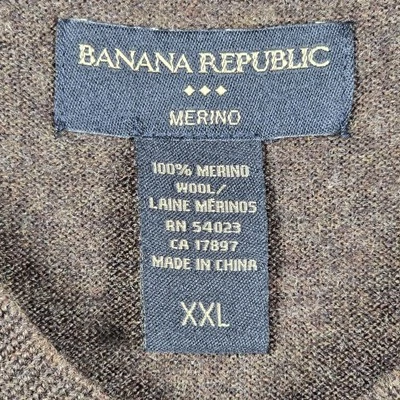 BANANA REPUBLIC
MERINO
100% MERINO
WOOL/
LAINE MÉRINOS
RN 54023
CA 17897
MADE IN CHINA
XXL